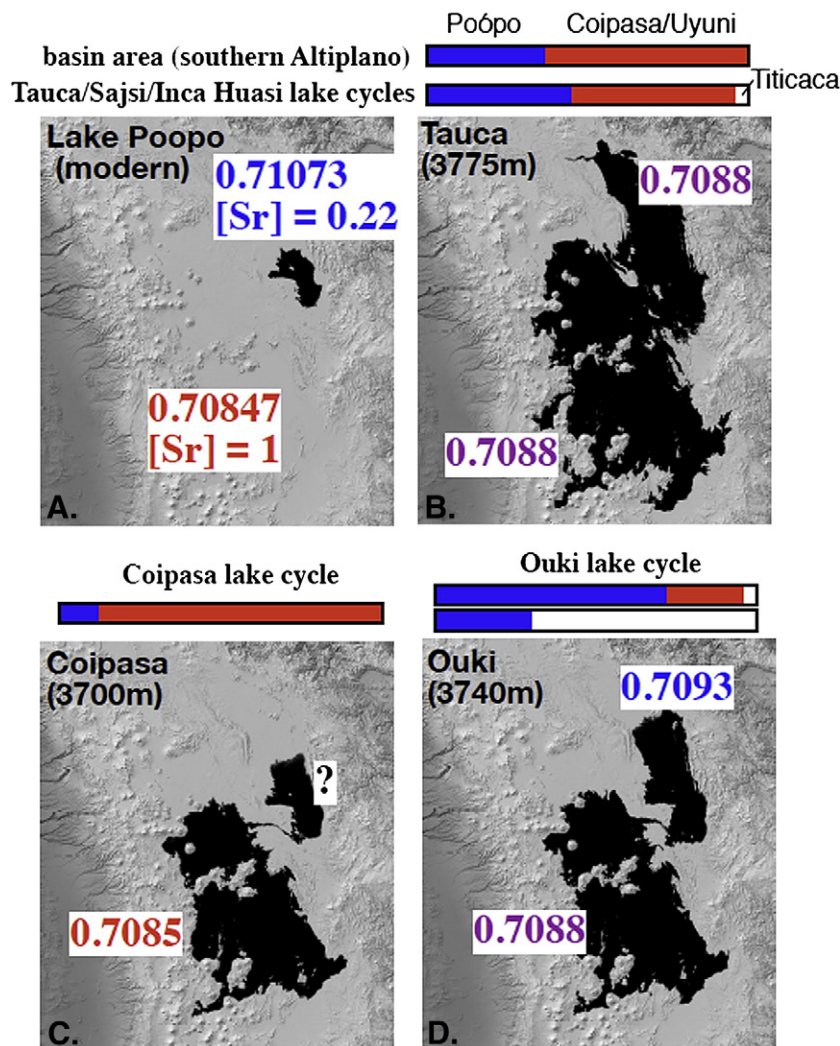 Poópo Coipasa/Uyuni
basin area (southern Altiplano)
Tauca/Sajsi/Inca Huasi lake cycles
Titicaca
Lake Poopo
(modern)
0.71073
[Sr] = 0.22
0.70847
[Sr] = 1
A.
Tauca
(3775m)
0.7088
0.7088
B.
Coipasa lake cycle
Coipasa
(3700m)
?
0.7085
C.
Ouki lake cycle
Ouki
(3740m)
0.7093
0.7088
D.